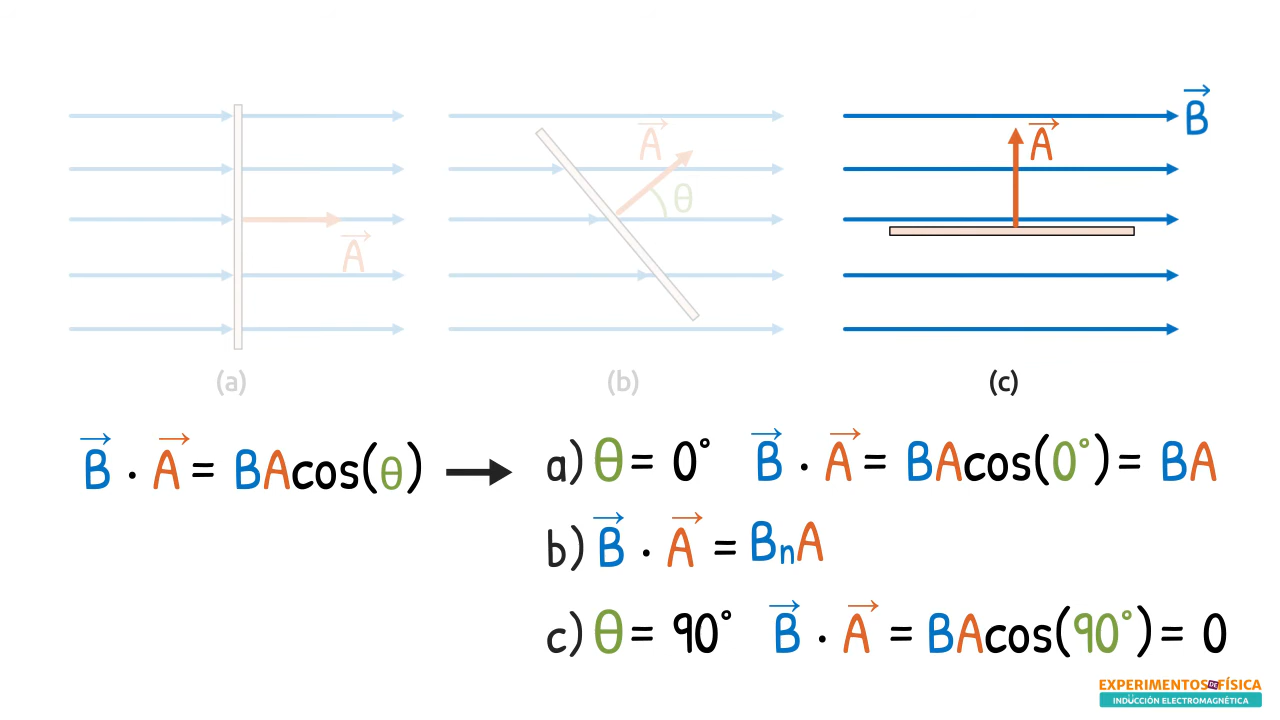 B⃗
A⃗
A⃗
θ
A⃗
(a)
(b)
(c)
B⃗ · A⃗ = BAcos(θ) → a) θ = 0° B⃗ · A⃗ = BAcos(0°) = BA
b) B⃗ · A⃗ = BₙA
c) θ = 90° B⃗ · A⃗ = BAcos(90°) = 0
EXPERIMENTOS DE FÍSICA
INDUCCIÓN ELECTROMAGNÉTICA